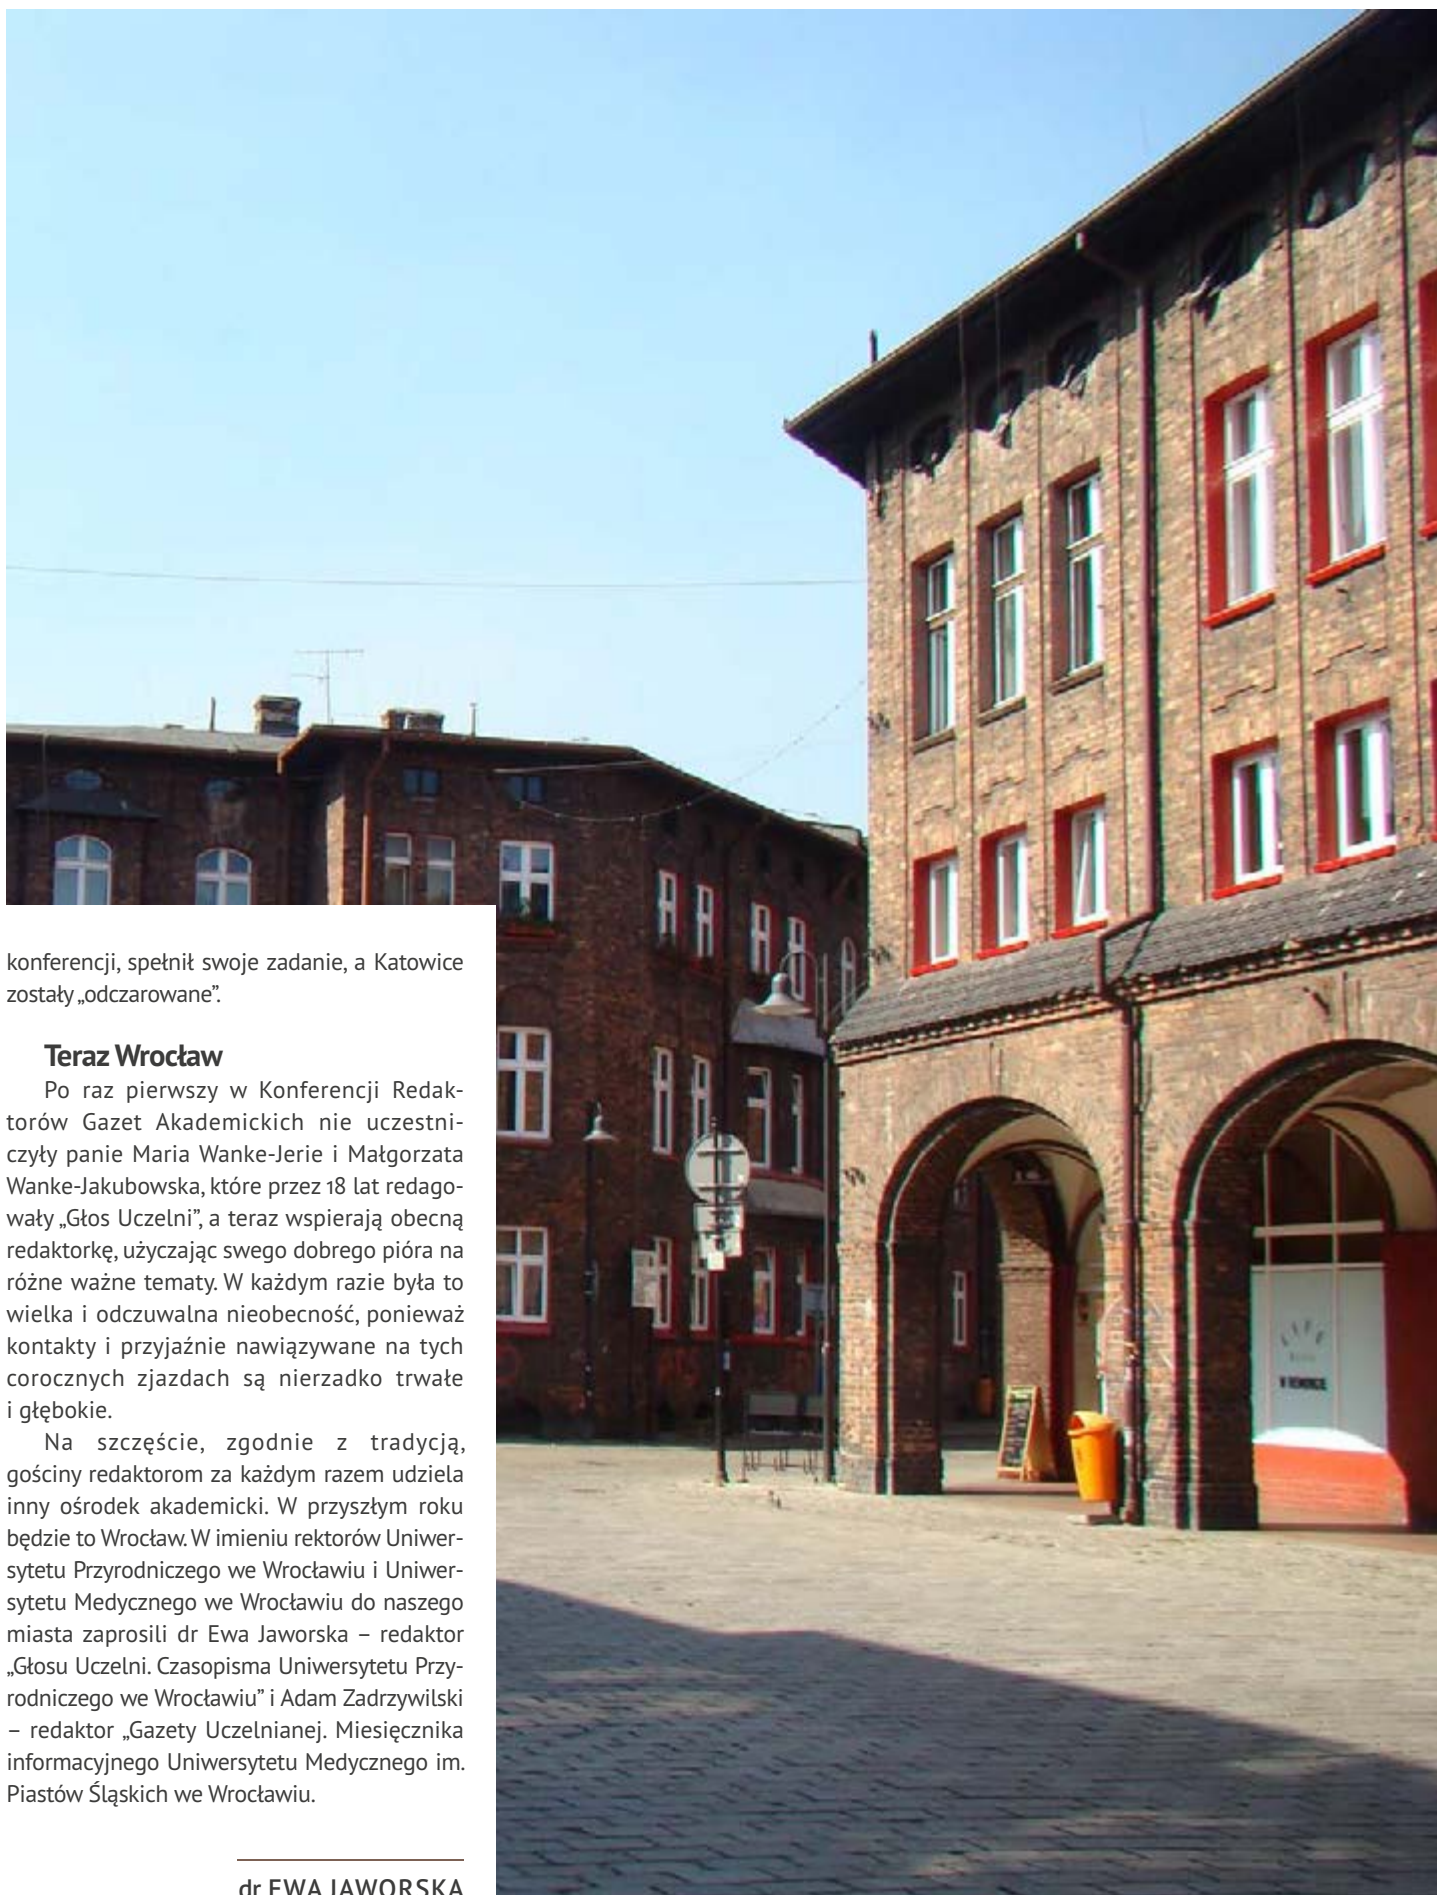 konferencji, spełnił swoje zadanie, a Katowice
zostały „odczarowane”.
Teraz Wrocław
Po raz pierwszy w Konferencji Redak-
torów Gazet Akademickich nie uczestni-
czyły panie Maria Wanke-Jerie i Małgorzata
Wanke-Jakubowska, które przez 18 lat redago-
wały „Głos Uczelni”, a teraz wspierają obecną
redaktorkę, użyczając swego dobrego pióra na
różne ważne tematy. W każdym razie była to
wielka i odczuwalna nieobecność, ponieważ
kontakty i przyjaźnie nawiązywane na tych
corocznych zjazdach są nierzadko trwałe
i głębokie.
Na szczęście, zgodnie z tradycją,
gościny redaktorom za każdym razem udziela
inny ośrodek akademicki. W przyszłym roku
będzie to Wrocław. W imieniu rektorów Uniwer-
sytetu Przyrodniczego we Wrocławiu i Uniwer-
sytetu Medycznego we Wrocławiu do naszego
miasta zaprosili dr Ewa Jaworska – redaktor
„Głosu Uczelni. Czasopisma Uniwersytetu Przy-
rodniczego we Wrocławiu” i Adam Zadrzywilski
– redaktor „Gazety Uczelnianej. Miesięcznika
informacyjnego Uniwersytetu Medycznego im.
Piastów Śląskich we Wrocławiu.
dr EWA JAWORSKA
W REMONCIE